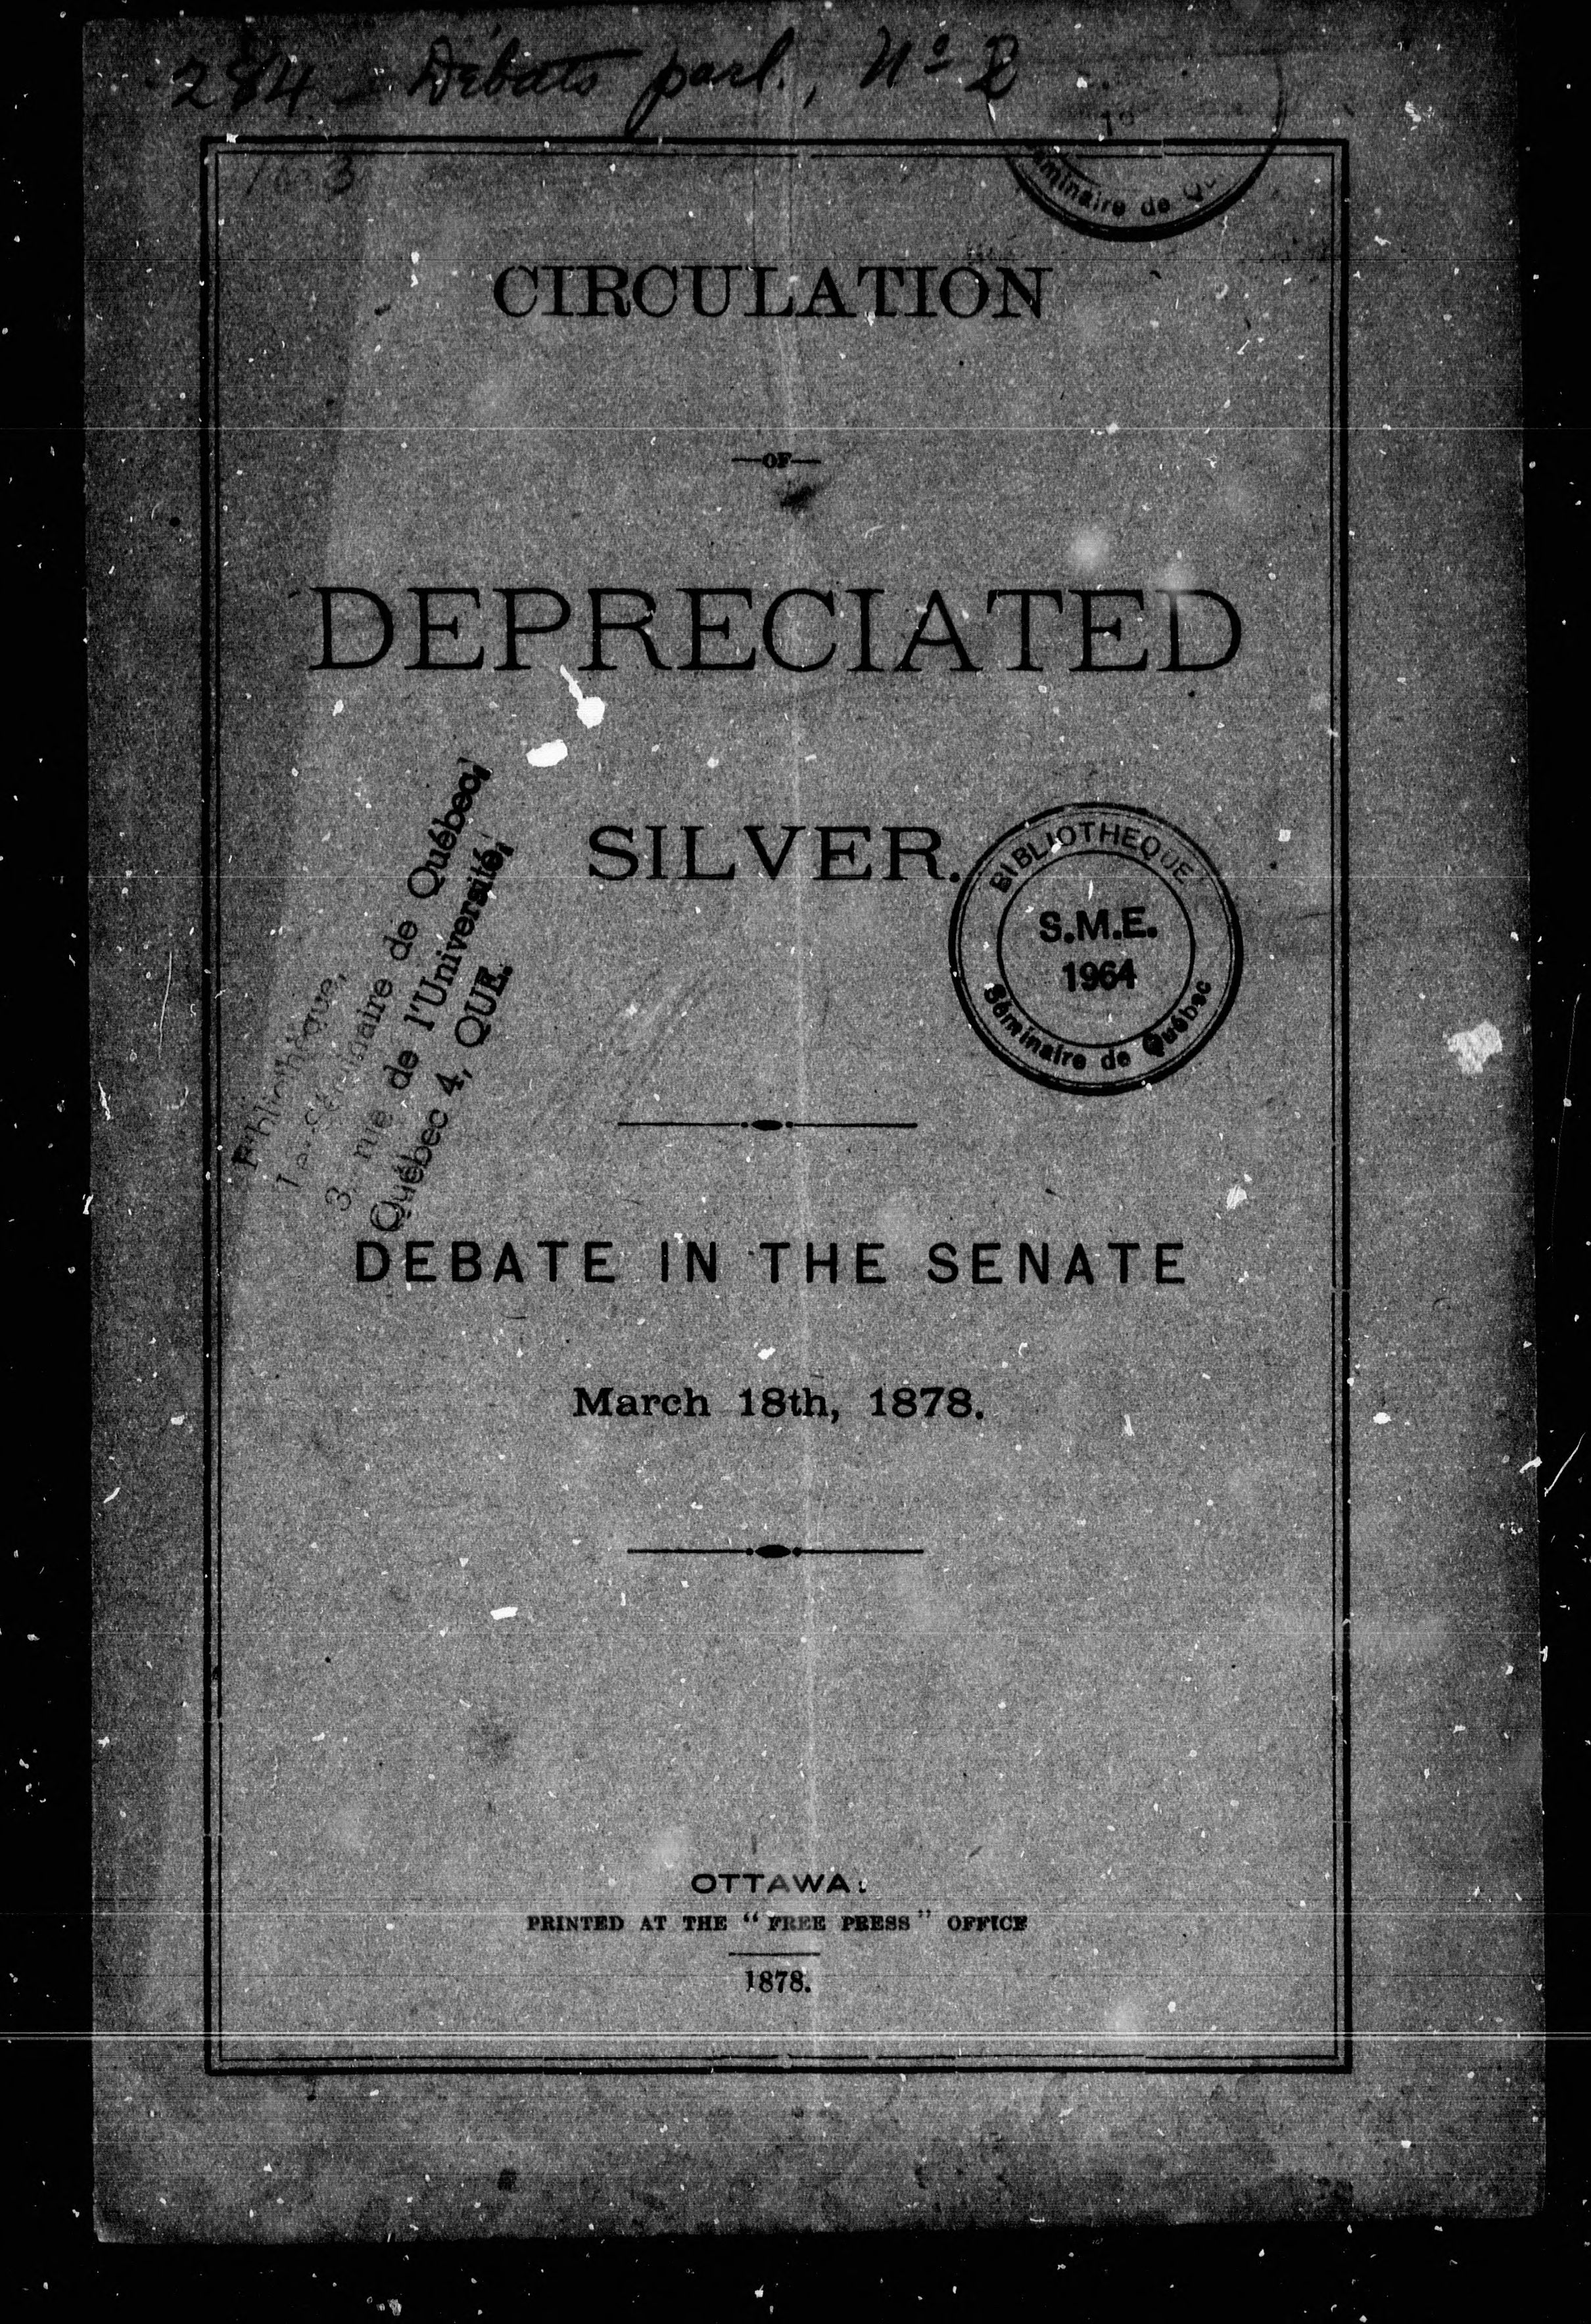 Débats parl., Nº 2
Séminaire de Qu
CIRCULATION
—OF—
DEPRECIATED
SILVER.
BIBLIOTHEQUE
S.M.E.
1964
Séminaire de Québec
Bibliothèque,
Le Séminaire de Québec,
3, rue de l'Université,
Québec 4, QUE.
DEBATE IN THE SENATE
March 18th, 1878.
OTTAWA:
PRINTED AT THE “FREE PRESS” OFFICE
1878.